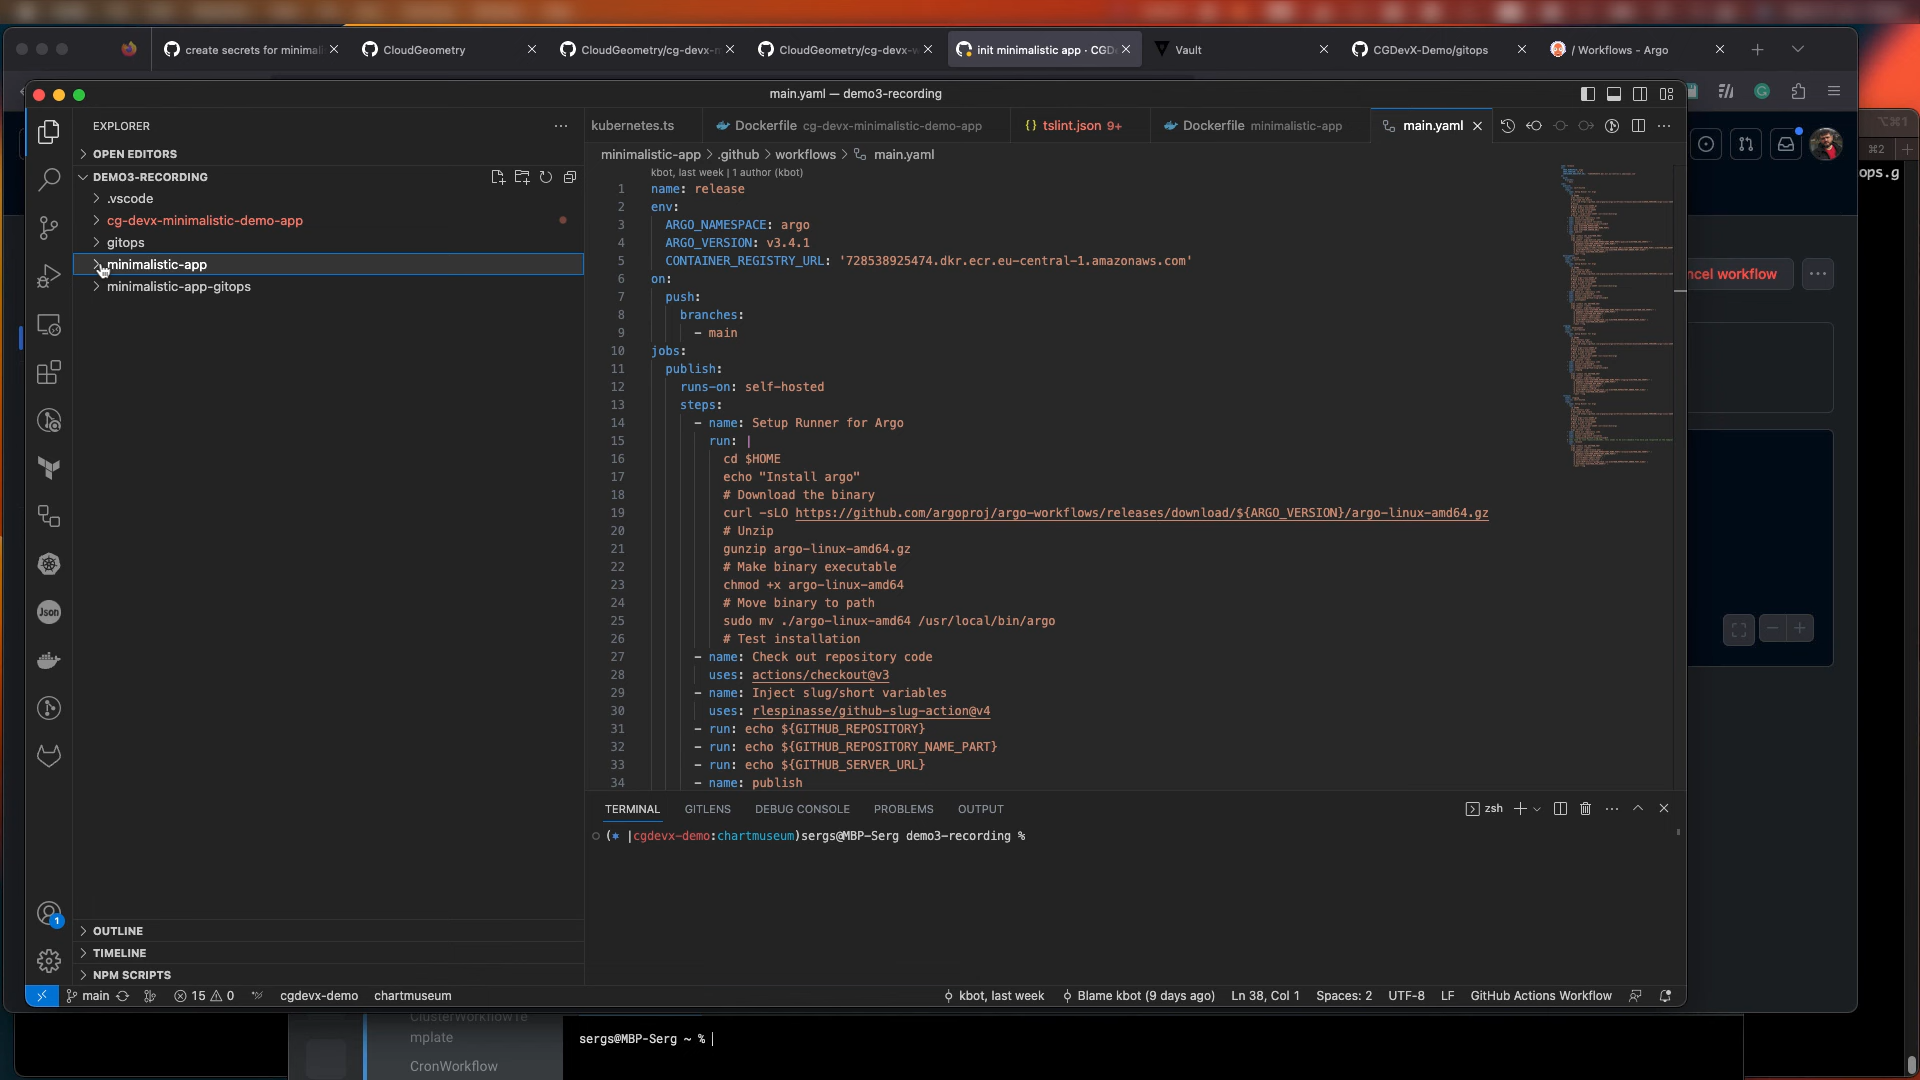 create secrets for minimal
CloudGeometry
CloudGeometry/cg-devx-m
CloudGeometry/cg-devx-w
init minimalistic app · CGD
Vault
CGDevX-Demo/gitops
/ Workflows - Argo
main.yaml — demo3-recording
⌥⌘1
⌘2
ops.g
EXPLORER
OPEN EDITORS
DEMO3-RECORDING
.vscode
cg-devx-minimalistic-demo-app
gitops
minimalistic-app
minimalistic-app-gitops
OUTLINE
TIMELINE
NPM SCRIPTS
kubernetes.ts
Dockerfile cg-devx-minimalistic-demo-app
{} tslint.json 9+
Dockerfile minimalistic-app
main.yaml
minimalistic-app > .github > workflows > main.yaml
kbot, last week | 1 author (kbot)
1 name: release
2 env:
3 ARGO_NAMESPACE: argo
4 ARGO_VERSION: v3.4.1
5 CONTAINER_REGISTRY_URL: '728538925474.dkr.ecr.eu-central-1.amazonaws.com'
6 on:
7 push:
8 branches:
9 - main
10 jobs:
11 publish:
12 runs-on: self-hosted
13 steps:
14 - name: Setup Runner for Argo
15 run: |
16 cd $HOME
17 echo "Install argo"
18 # Download the binary
19 curl -sLO https://github.com/argoproj/argo-workflows/releases/download/${ARGO_VERSION}/argo-linux-amd64.gz
20 # Unzip
21 gunzip argo-linux-amd64.gz
22 # Make binary executable
23 chmod +x argo-linux-amd64
24 # Move binary to path
25 sudo mv ./argo-linux-amd64 /usr/local/bin/argo
26 # Test installation
27 - name: Check out repository code
28 uses: actions/checkout@v3
29 - name: Inject slug/short variables
30 uses: rlespinasse/github-slug-action@v4
31 - run: echo ${GITHUB_REPOSITORY}
32 - run: echo ${GITHUB_REPOSITORY_NAME_PART}
33 - run: echo ${GITHUB_SERVER_URL}
34 - name: publish
ncel workflow
TERMINAL
GITLENS
DEBUG CONSOLE
PROBLEMS
OUTPUT
zsh
(* |cgdevx-demo:chartmuseum)sergs@MBP-Serg demo3-recording %
Json
1
main
15 0
cgdevx-demo
chartmuseum
kbot, last week
Blame kbot (9 days ago)
Ln 38, Col 1
Spaces: 2
UTF-8
LF
GitHub Actions Workflow
ClusterWorkflowTe
mplate
CronWorkflow
sergs@MBP-Serg ~ %